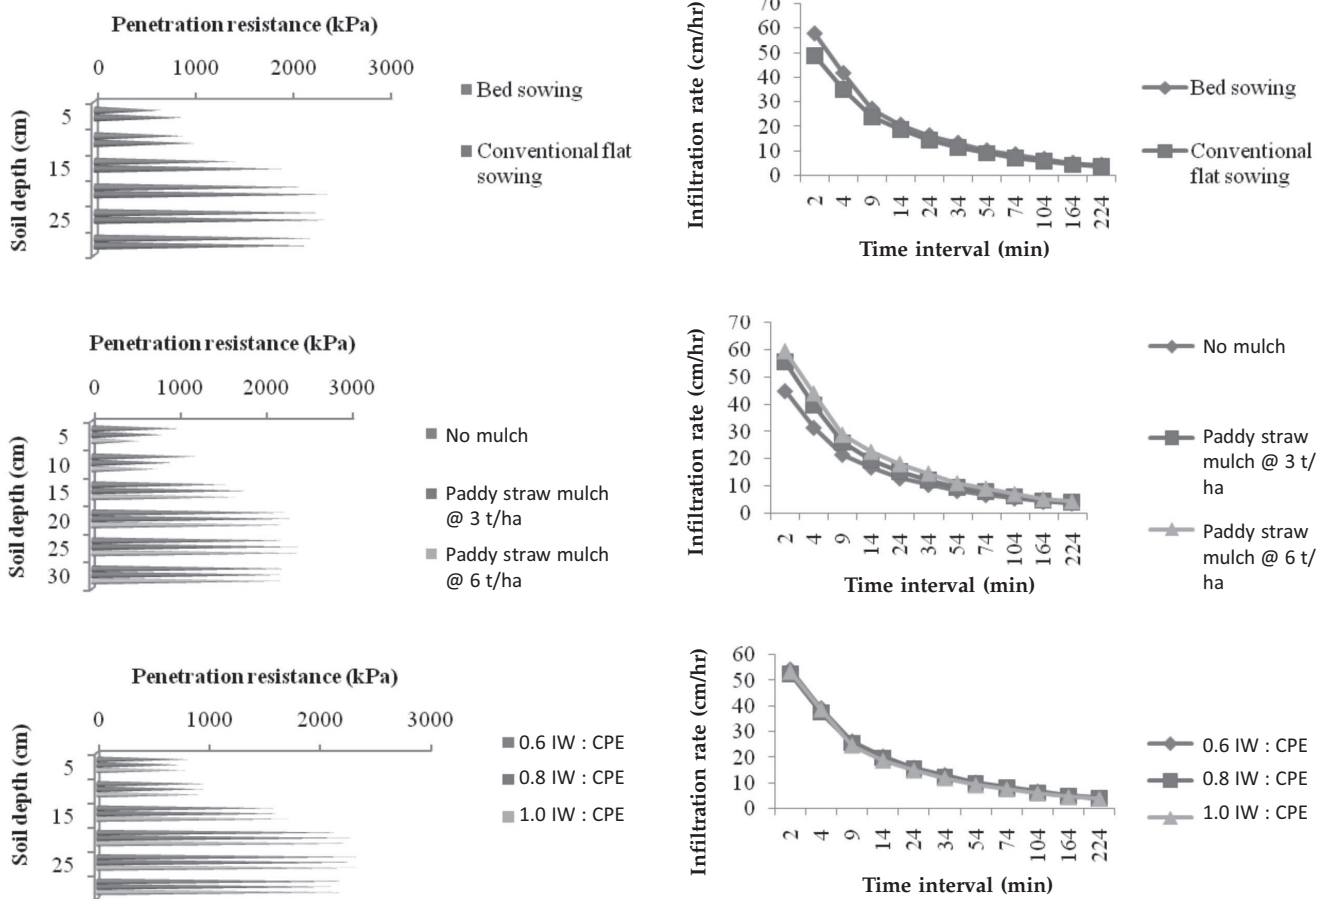 Penetration resistance (kPa)
0 1000 2000 3000
Soil depth (cm)
5
15
25
Bed sowing
Conventional flat
sowing
Infiltration rate (cm/hr)
70
60
50
40
30
20
10
0
2 4 9 14 24 34 54 74 104 164 224
Time interval (min)
Bed sowing
Conventional
flat sowing
Penetration resistance (kPa)
0 1000 2000 3000
Soil depth (cm)
5
10
15
20
25
30
No mulch
Paddy straw mulch
@ 3 t/ha
Paddy straw mulch
@ 6 t/ha
Infiltration rate (cm/hr)
70
60
50
40
30
20
10
0
2 4 9 14 24 34 54 74 104 164 224
Time interval (min)
No mulch
Paddy straw
mulch @ 3 t/
ha
Paddy straw
mulch @ 6 t/
ha
Penetration resistance (kPa)
0 1000 2000 3000
Soil depth (cm)
5
15
25
0.6 IW : CPE
0.8 IW : CPE
1.0 IW : CPE
Infiltration rate (cm/hr)
60
50
40
30
20
10
0
2 4 9 14 24 34 54 74 104 164 224
Time interval (min)
0.6 IW : CPE
0.8 IW : CPE
1.0 IW : CPE